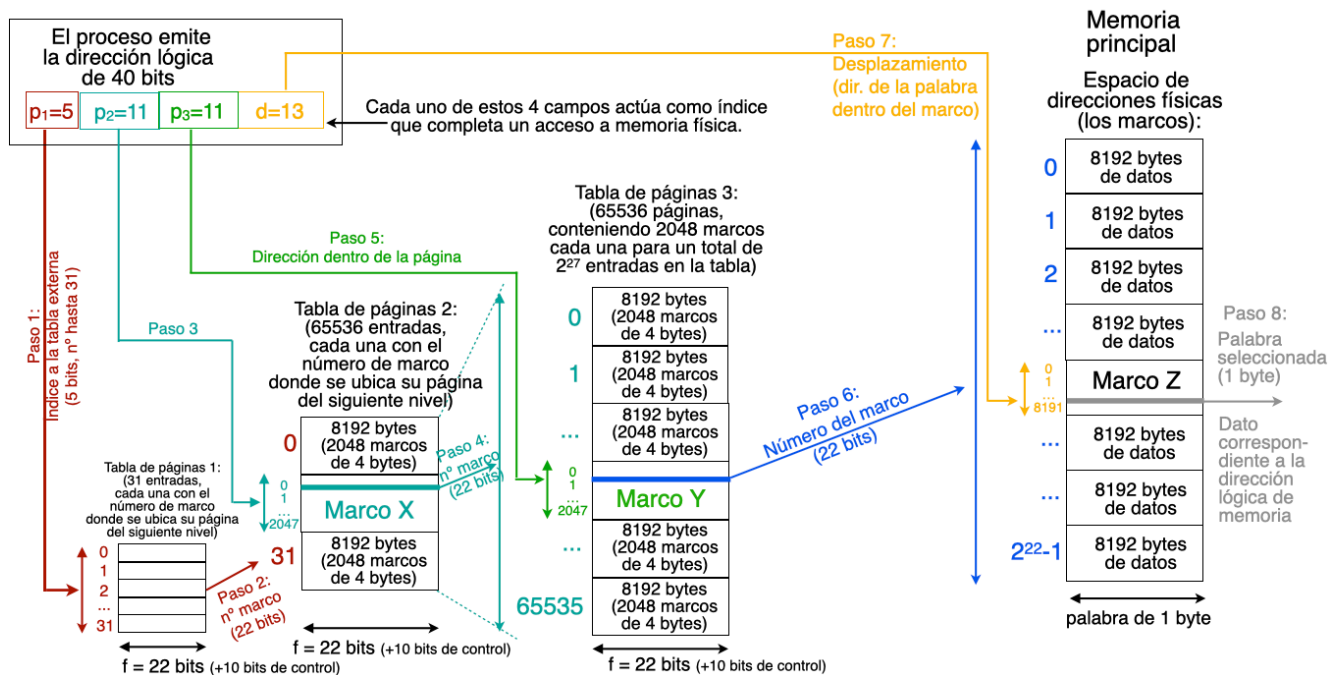 El proceso emite
la dirección lógica
de 40 bits
p₁=5
p₂=11
p₃=11
d=13
Cada uno de estos 4 campos actúa como índice
que completa un acceso a memoria física.
Paso 1:
Índice a la tabla externa
(5 bits, nº hasta 31)
Tabla de páginas 1:
(31 entradas,
cada una con el
número de marco
donde se ubica su página
del siguiente nivel)
0
1
2
...
31
f = 22 bits (+10 bits de control)
Paso 2:
nº marco
(22 bits)
Paso 3
Tabla de páginas 2:
(65536 entradas,
cada una con el
número de marco
donde se ubica su página
del siguiente nivel)
0
8192 bytes
(2048 marcos
de 4 bytes)
0
1
...
2047
Marco X
31
8192 bytes
(2048 marcos
de 4 bytes)
f = 22 bits (+10 bits de control)
Paso 4:
nº marco
(22 bits)
Paso 5:
Dirección dentro de la página
Tabla de páginas 3:
(65536 páginas,
conteniendo 2048 marcos
cada una para un total de
2²⁷ entradas en la tabla)
0
8192 bytes
(2048 marcos
de 4 bytes)
1
8192 bytes
(2048 marcos
de 4 bytes)
...
8192 bytes
(2048 marcos
de 4 bytes)
0
1
...
2047
Marco Y
...
8192 bytes
(2048 marcos
de 4 bytes)
65535
8192 bytes
(2048 marcos
de 4 bytes)
f = 22 bits (+10 bits de control)
Paso 6:
Número del marco
(22 bits)
Paso 7:
Desplazamiento
(dir. de la palabra
dentro del marco)
Memoria
principal
Espacio de
direcciones físicas
(los marcos):
0
8192 bytes
de datos
1
8192 bytes
de datos
2
8192 bytes
de datos
...
8192 bytes
de datos
0
1
...
8191
Marco Z
...
8192 bytes
de datos
...
8192 bytes
de datos
2²²-1
8192 bytes
de datos
palabra de 1 byte
Paso 8:
Palabra
seleccionada
(1 byte)
Dato
correspon-
diente a la
dirección
lógica de
memoria